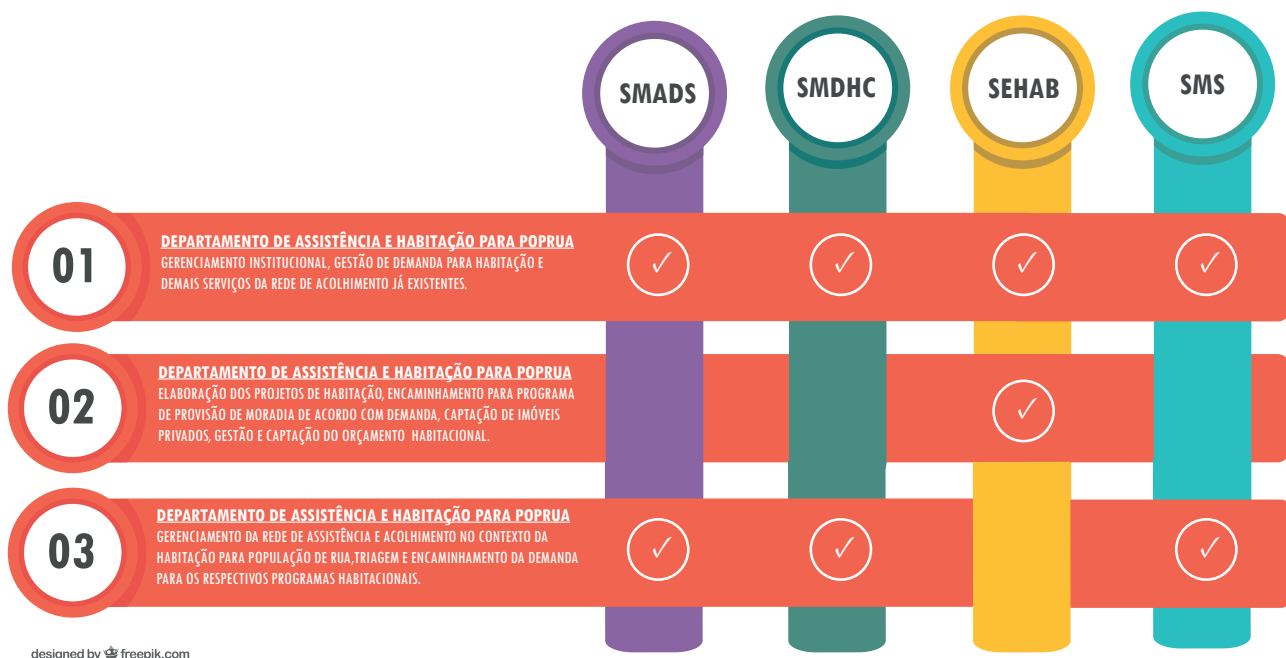 SMADS
SMDHC
SEHAB
SMS
01
DEPARTAMENTO DE ASSISTÊNCIA E HABITAÇÃO PARA POPRUA
GERENCIAMENTO INSTITUCIONAL, GESTÃO DE DEMANDA PARA HABITAÇÃO E
DEMAIS SERVIÇOS DA REDE DE ACOLHIMENTO JÁ EXISTENTES.
02
DEPARTAMENTO DE ASSISTÊNCIA E HABITAÇÃO PARA POPRUA
ELABORAÇÃO DOS PROJETOS DE HABITAÇÃO, ENCAMINHAMENTO PARA PROGRAMA
DE PROVISÃO DE MORADIA DE ACORDO COM DEMANDA, CAPTAÇÃO DE IMÓVEIS
PRIVADOS, GESTÃO E CAPTAÇÃO DO ORÇAMENTO HABITACIONAL.
03
DEPARTAMENTO DE ASSISTÊNCIA E HABITAÇÃO PARA POPRUA
GERENCIAMENTO DA REDE DE ASSISTÊNCIA E ACOLHIMENTO NO CONTEXTO DA
HABITAÇÃO PARA POPULAÇÃO DE RUA,TRIAGEM E ENCAMINHAMENTO DA DEMANDA
PARA OS RESPECTIVOS PROGRAMAS HABITACIONAIS.
designed by freepik.com